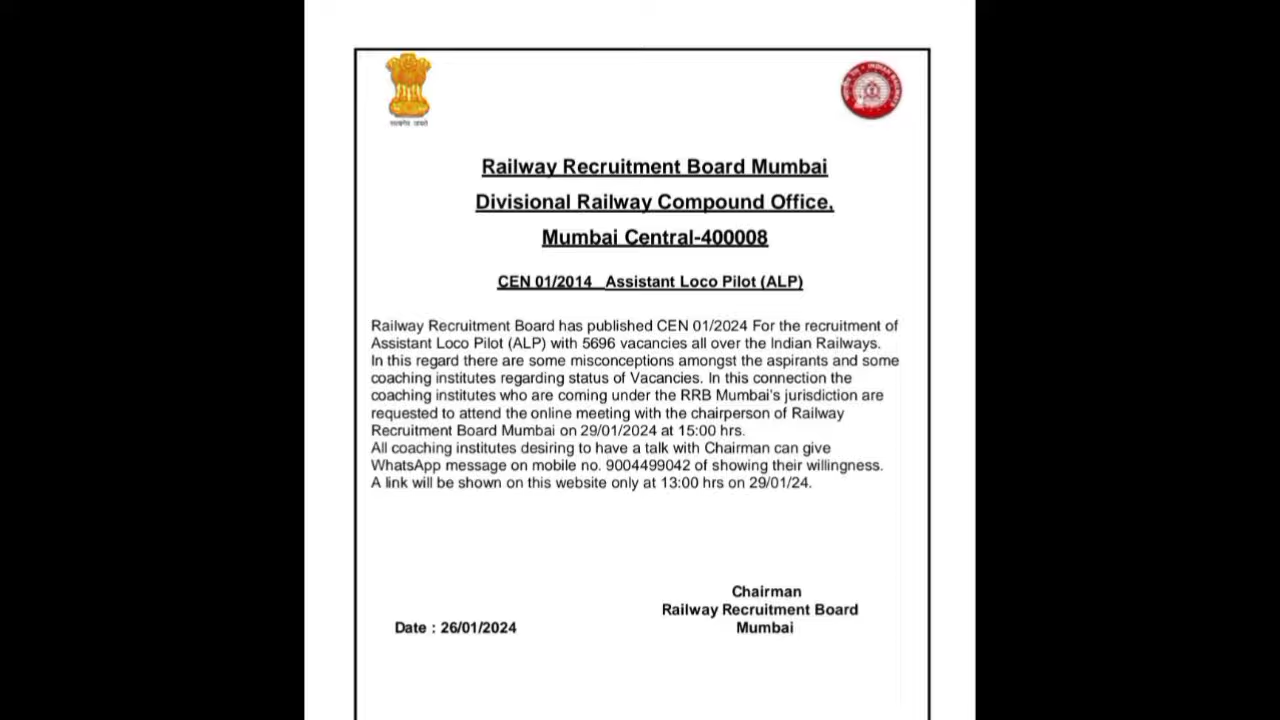 सत्यमेव जयते
INDIAN RAILWAYS
Railway Recruitment Board Mumbai
Divisional Railway Compound Office,
Mumbai Central-400008
CEN 01/2014   Assistant Loco Pilot (ALP)
Railway Recruitment Board has published CEN 01/2024 For the recruitment of
Assistant Loco Pilot (ALP) with 5696 vacancies all over the Indian Railways.
In this regard there are some misconceptions amongst the aspirants and some
coaching institutes regarding status of Vacancies. In this connection the
coaching institutes who are coming under the RRB Mumbai's jurisdiction are
requested to attend the online meeting with the chairperson of Railway
Recruitment Board Mumbai on 29/01/2024 at 15:00 hrs.
All coaching institutes desiring to have a talk with Chairman can give
WhatsApp message on mobile no. 9004499042 of showing their willingness.
A link will be shown on this website only at 13:00 hrs on 29/01/24.
Chairman
Railway Recruitment Board
Date : 26/01/2024 Mumbai